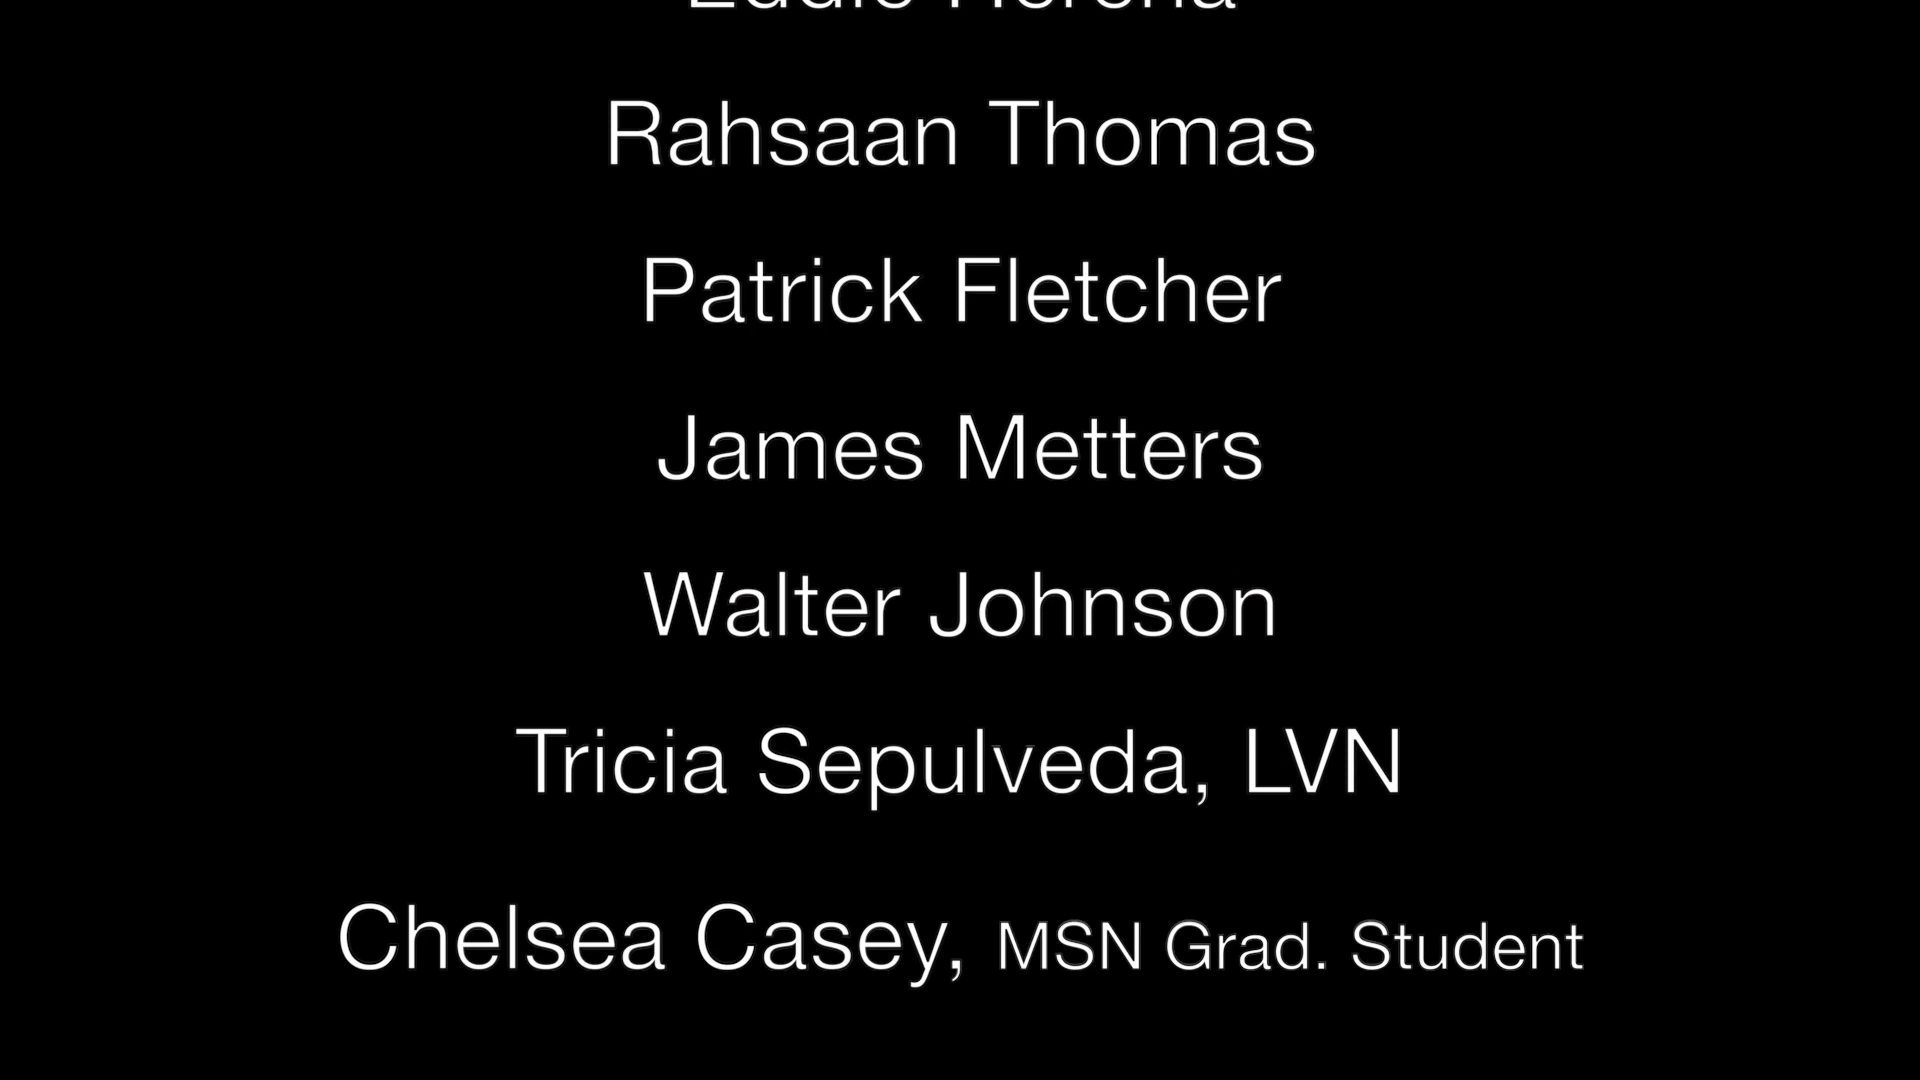 Rahsaan Thomas
Patrick Fletcher
James Metters
Walter Johnson
Tricia Sepulveda, LVN
Chelsea Casey, MSN Grad. Student